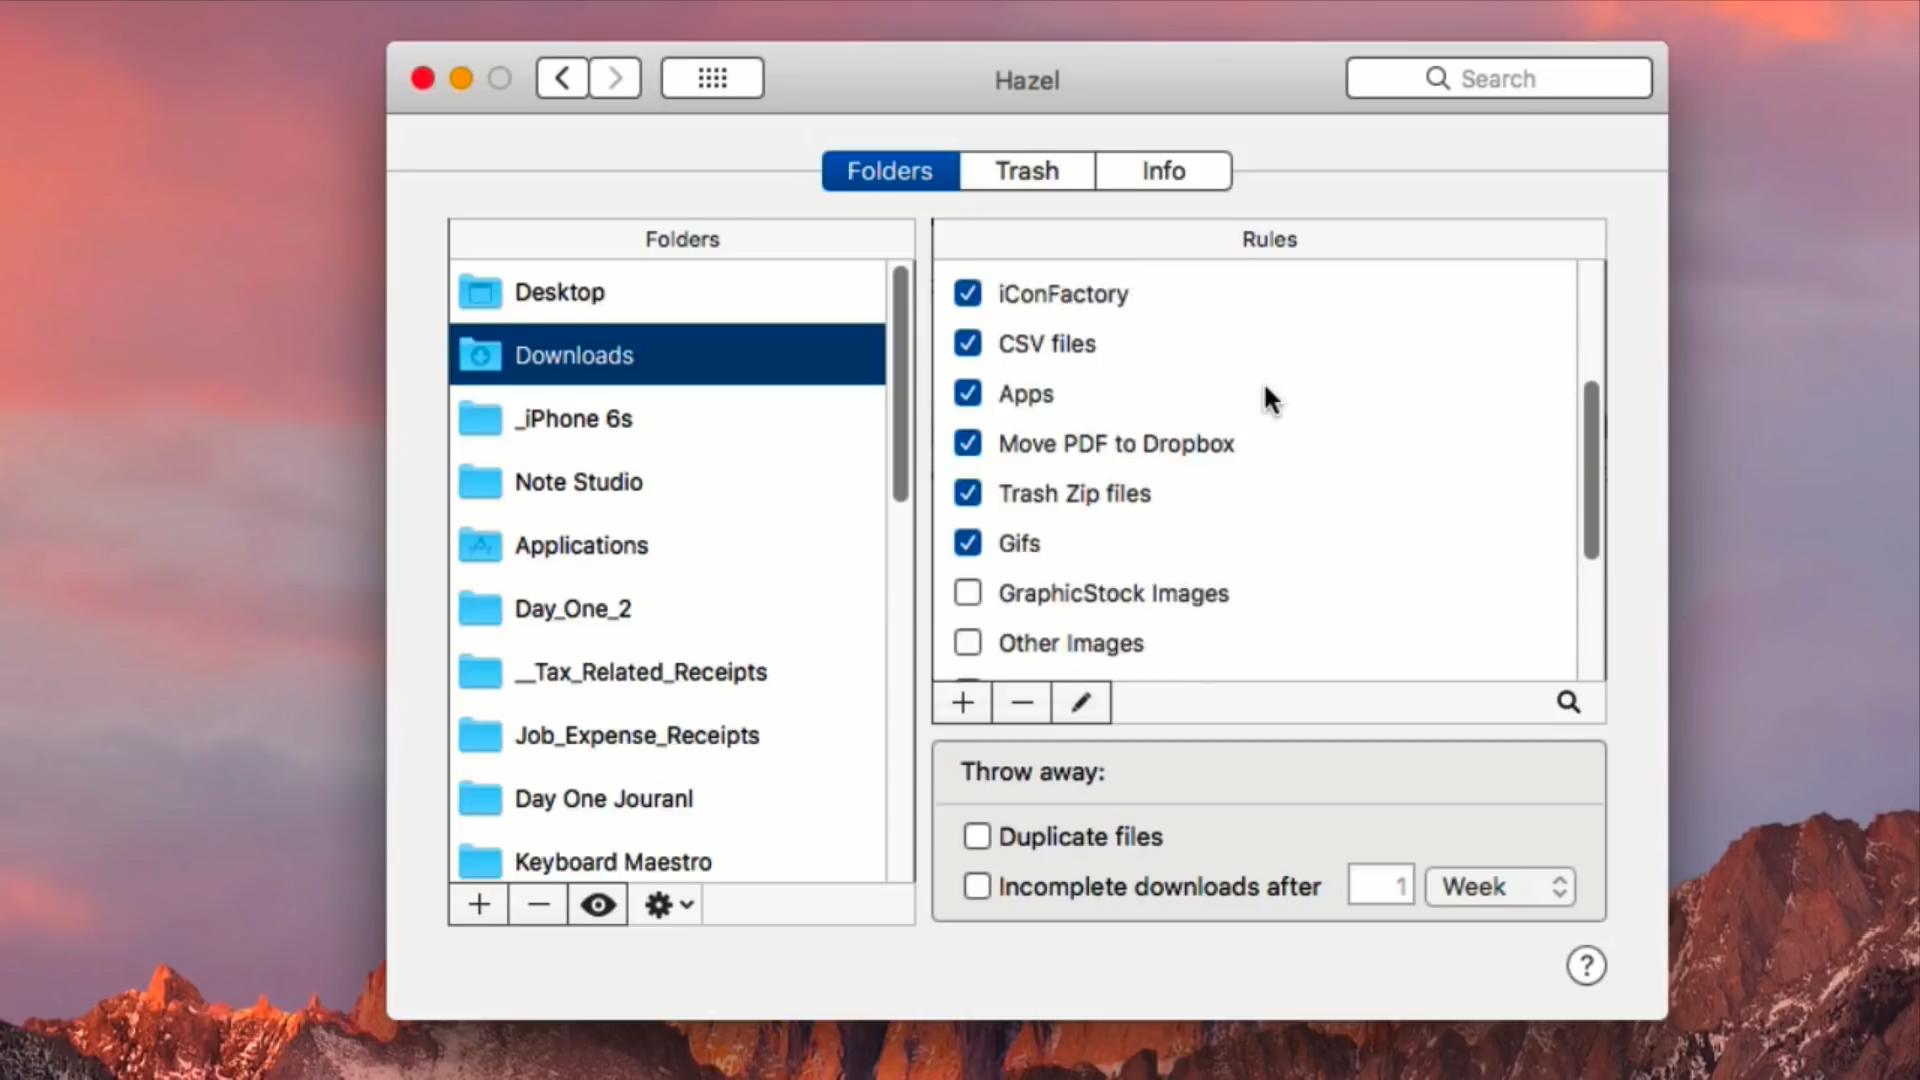 Hazel
Search
Folders
Trash
Info
Folders
Desktop
Downloads
_iPhone 6s
Note Studio
Applications
Day_One_2
__Tax_Related_Receipts
Job_Expense_Receipts
Day One Jouranl
Keyboard Maestro
Rules
iConFactory
CSV files
Apps
Move PDF to Dropbox
Trash Zip files
Gifs
GraphicStock Images
Other Images
Throw away:
Duplicate files
Incomplete downloads after 1 Week
?